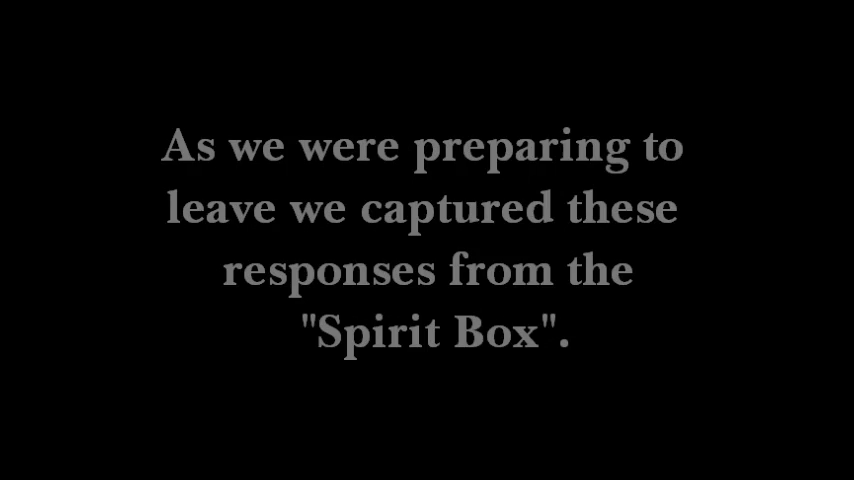 As we were preparing to
leave we captured these
responses from the
"Spirit Box".